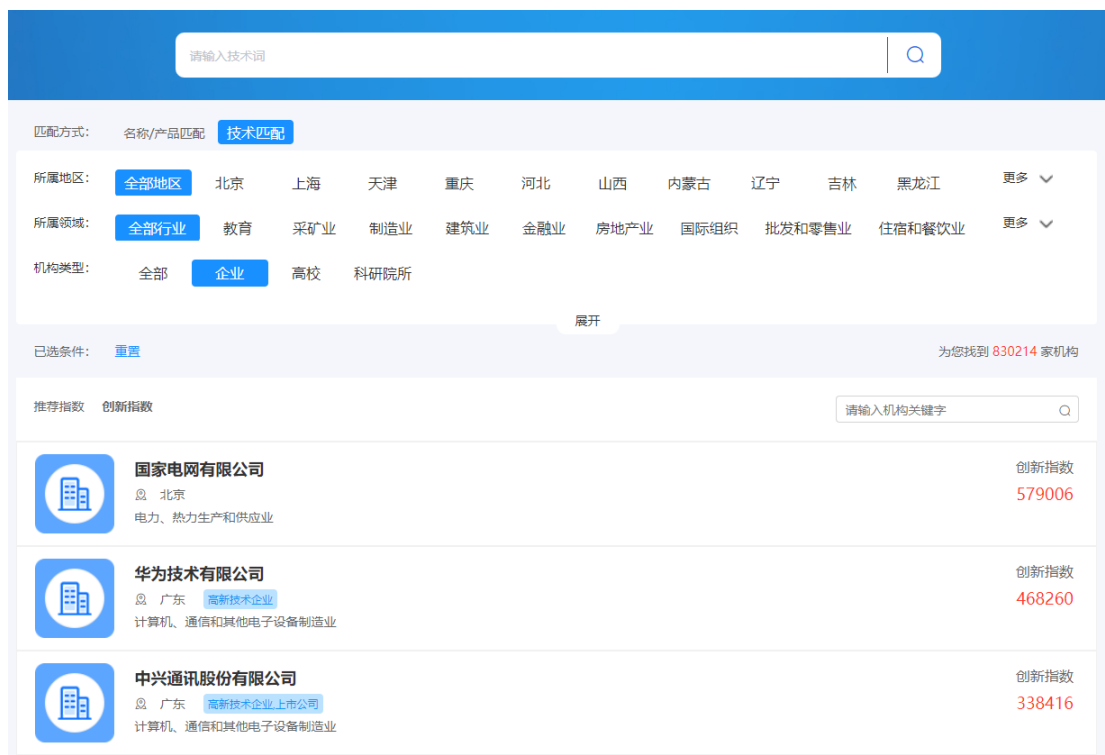 请输入技术词
匹配方式： 名称/产品匹配 技术匹配
所属地区： 全部地区 北京 上海 天津 重庆 河北 山西 内蒙古 辽宁 吉林 黑龙江 更多
所属领域： 全部行业 教育 采矿业 制造业 建筑业 金融业 房地产业 国际组织 批发和零售业 住宿和餐饮业 更多
机构类型： 全部 企业 高校 科研院所
展开
已选条件： 重置 为您找到 830214 家机构
推荐指数 创新指数 请输入机构关键字
国家电网有限公司 创新指数
北京 579006
电力、热力生产和供应业
华为技术有限公司 创新指数
广东 高新技术企业 468260
计算机、通信和其他电子设备制造业
中兴通讯股份有限公司 创新指数
广东 高新技术企业,上市公司 338416
计算机、通信和其他电子设备制造业